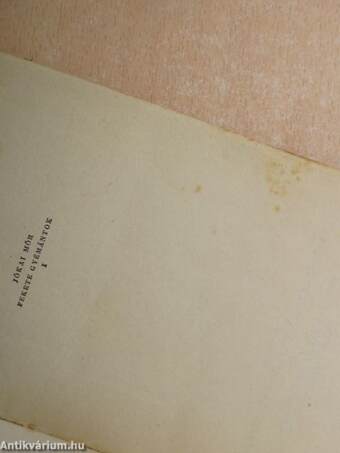 JÓKAI MÓR
FEKETE GYÉMÁNTOK
I
Antikvárium.hu